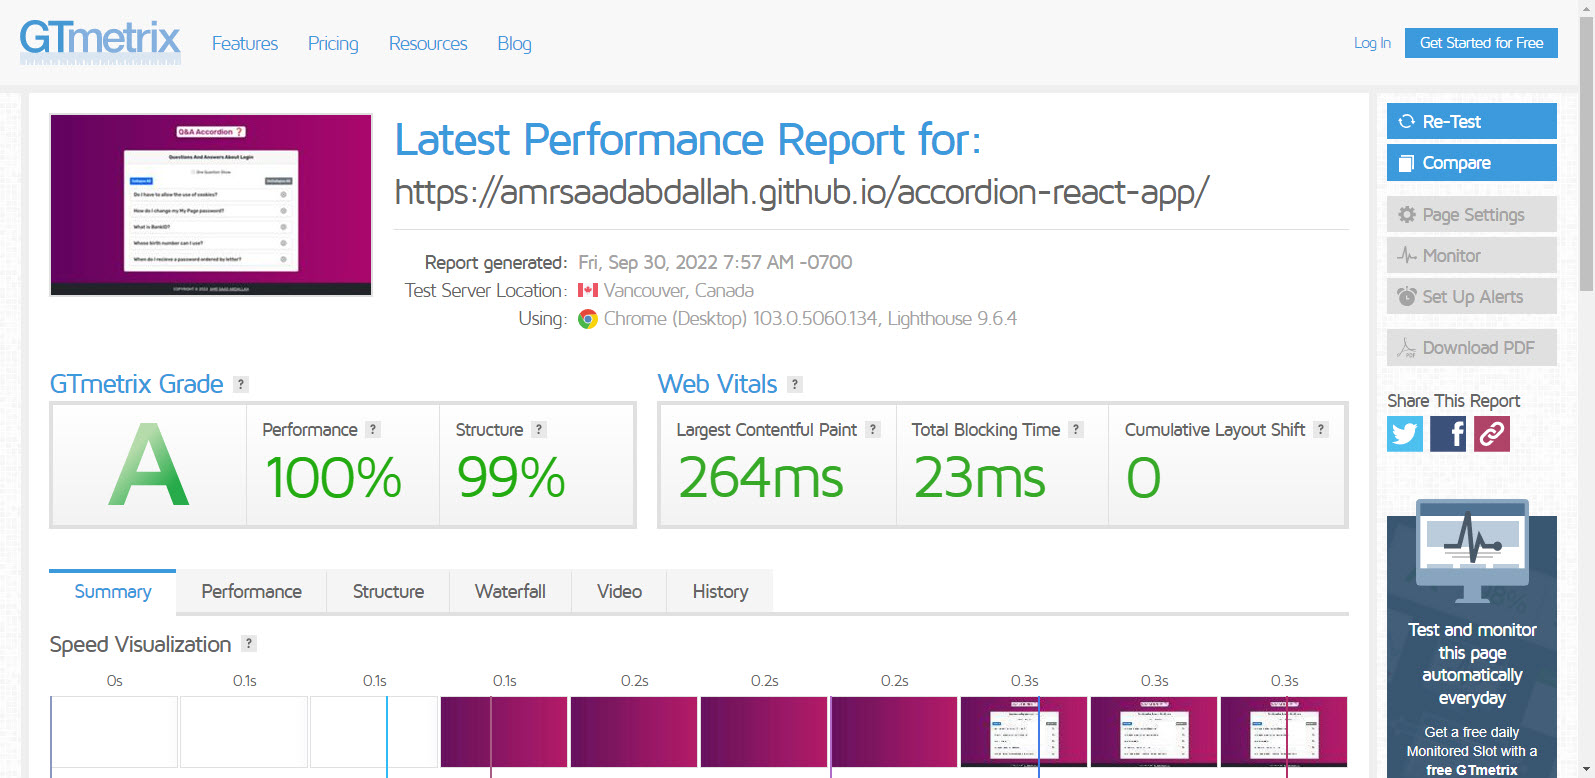 GTmetrix
Features
Pricing
Resources
Blog
Log In
Get Started for Free
Q&A Accordion ?
Questions And Answers About Login
One Question Show
Do I have to allow the use of cookies?
How do I change my My Page password?
What is BankID?
Whose birth number can I use?
When do I recieve a password ordered by letter?
COPYRIGHT © 2022 AMR SAAD ABDALLAH
Latest Performance Report for:
https://amrsaadabdallah.github.io/accordion-react-app/
Report generated: Fri, Sep 30, 2022 7:57 AM -0700
Test Server Location: Vancouver, Canada
Using: Chrome (Desktop) 103.0.5060.134, Lighthouse 9.6.4
Re-Test
Compare
Page Settings
Monitor
Set Up Alerts
Download PDF
Share This Report
GTmetrix Grade ?
A
Performance ?
100%
Structure ?
99%
Web Vitals ?
Largest Contentful Paint ?
264ms
Total Blocking Time ?
23ms
Cumulative Layout Shift ?
0
Summary
Performance
Structure
Waterfall
Video
History
Speed Visualization ?
0s
0.1s
0.1s
0.1s
0.2s
0.2s
0.2s
0.3s
0.3s
0.3s
Test and monitor
this page
automatically
everyday
Get a free daily
Monitored Slot with a
free GTmetrix